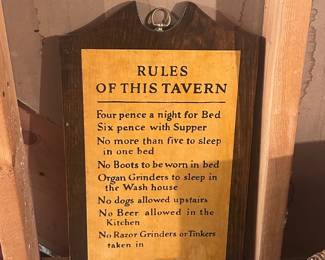 RULES
OF THIS TAVERN
Four pence a night for Bed
Six pence with Supper
No more than five to sleep
in one bed
No Boots to be worn in bed
Organ Grinders to sleep in
the Wash house
No dogs allowed upstairs
No Beer allowed in the
Kitchen
No Razor Grinders or Tinkers
taken in